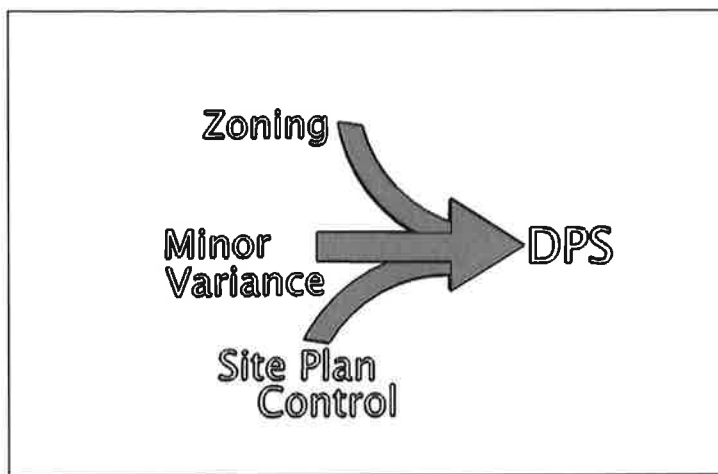 Zoning
Minor
Variance
DPS
Site Plan
Control